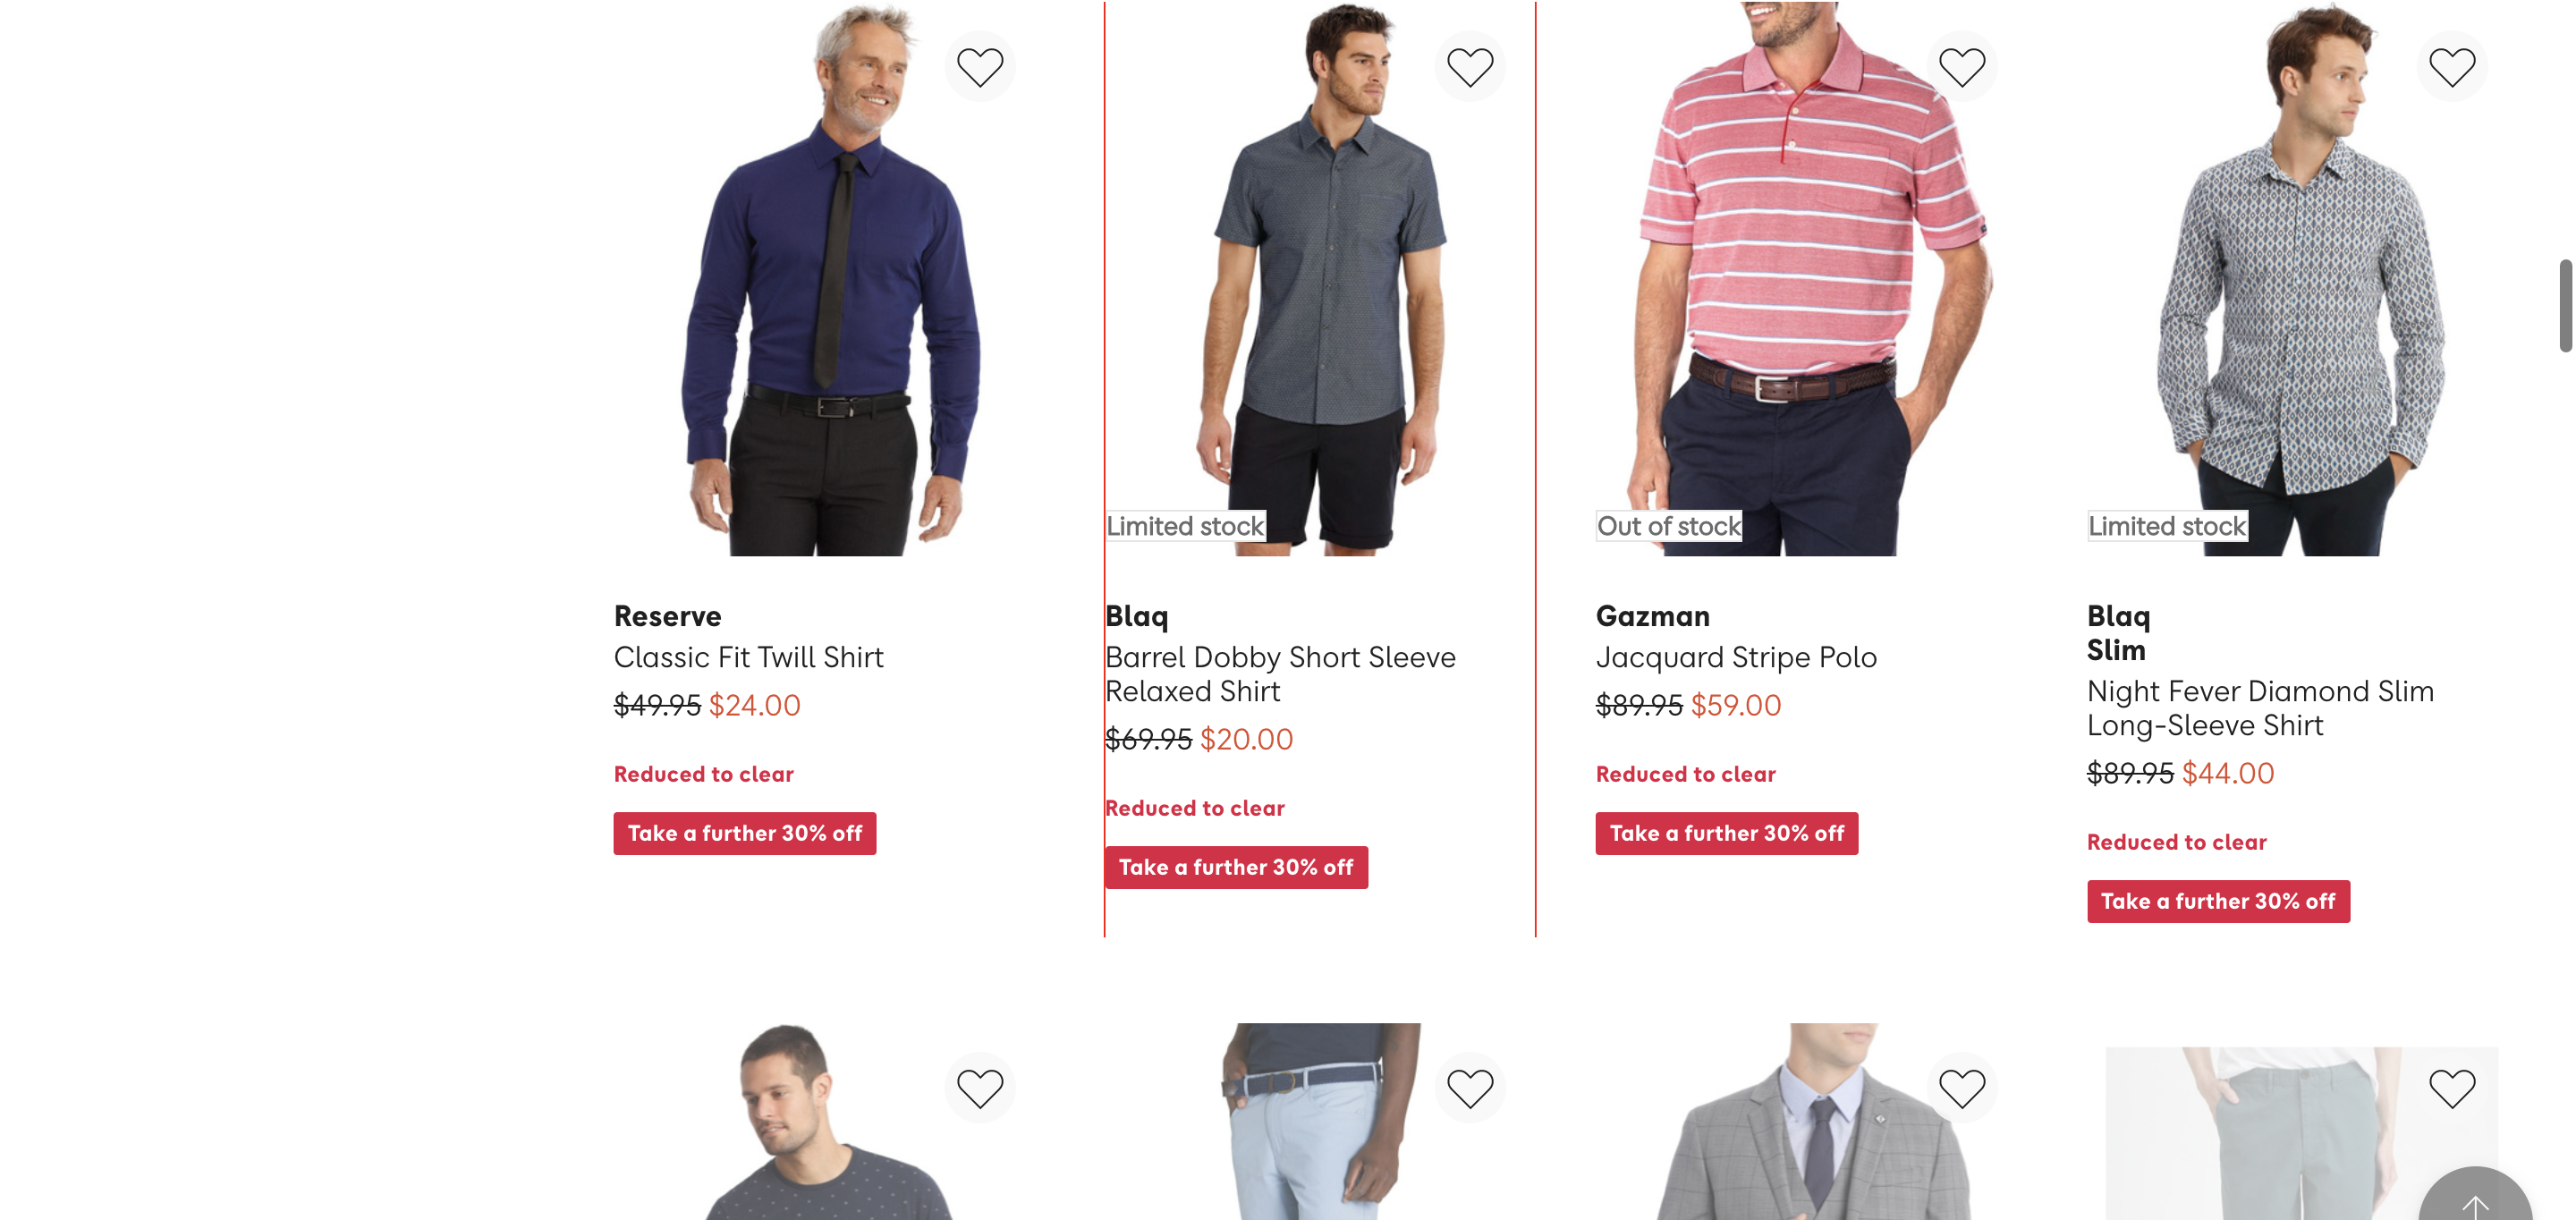 Limited stock
Out of stock
Limited stock
Reserve
Classic Fit Twill Shirt
$49.95 $24.00
Reduced to clear
Take a further 30% off
Blaq
Barrel Dobby Short Sleeve
Relaxed Shirt
$69.95 $20.00
Reduced to clear
Take a further 30% off
Gazman
Jacquard Stripe Polo
$89.95 $59.00
Reduced to clear
Take a further 30% off
Blaq
Slim
Night Fever Diamond Slim
Long-Sleeve Shirt
$89.95 $44.00
Reduced to clear
Take a further 30% off